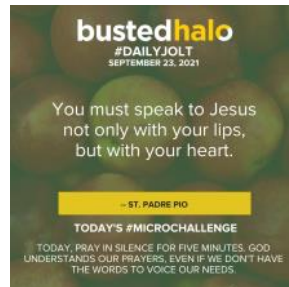 bustedhalo
#DAILYJOLT
SEPTEMBER 23, 2021
You must speak to Jesus
not only with your lips,
but with your heart.
– ST. PADRE PIO
TODAY'S #MICROCHALLENGE
TODAY, PRAY IN SILENCE FOR FIVE MINUTES. GOD
UNDERSTANDS OUR PRAYERS, EVEN IF WE DON'T HAVE
THE WORDS TO VOICE OUR NEEDS.